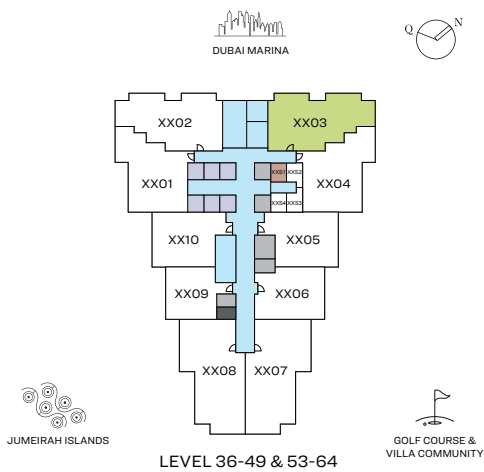 DUBAI MARINA
Q N
XX02 XX03
XX01 XXS1 XXS2 XX04
XXS4 XXS3
XX10 XX05
XX09 XX06
XX08 XX07
JUMEIRAH ISLANDS
GOLF COURSE &
VILLA COMMUNITY
LEVEL 36-49 & 53-64